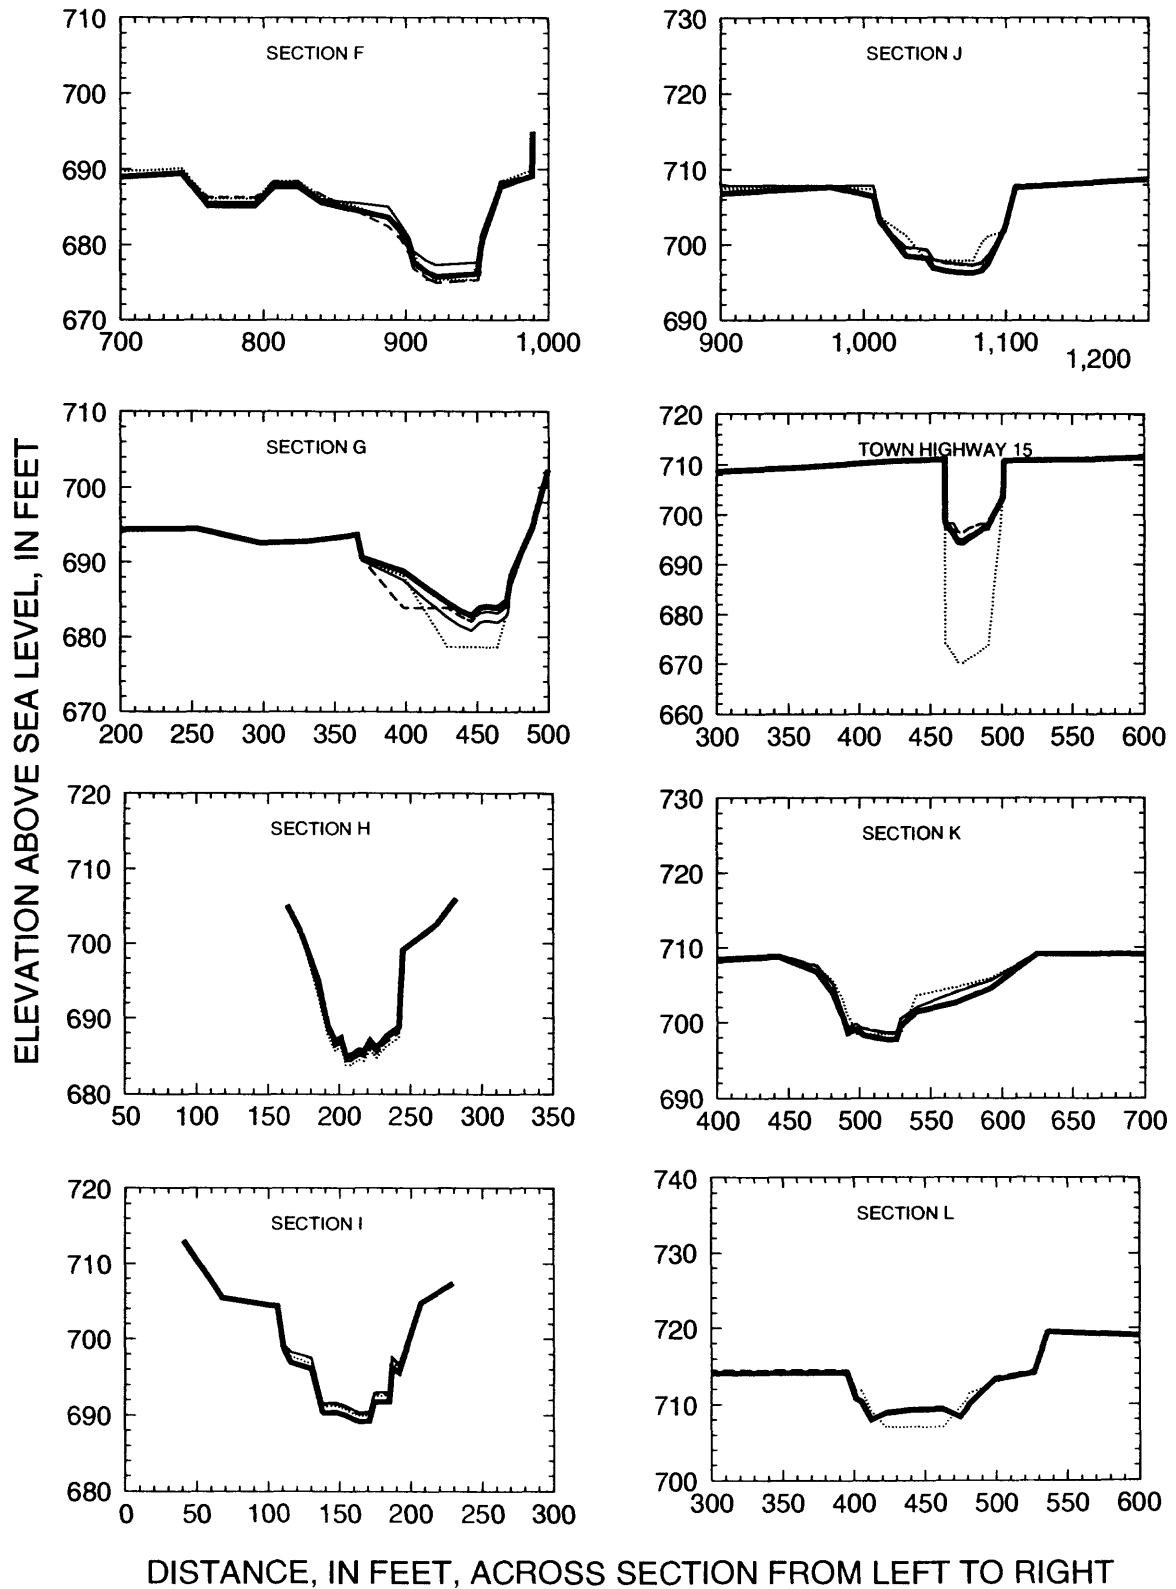 ELEVATION ABOVE SEA LEVEL, IN FEET
SECTION F
710
700
690
680
670
700 800 900 1,000
SECTION J
730
720
710
700
690
900 1,000 1,100 1,200
SECTION G
710
700
690
680
670
200 250 300 350 400 450 500
TOWN HIGHWAY 15
720
710
700
690
680
670
660
300 350 400 450 500 550 600
SECTION H
720
710
700
690
680
50 100 150 200 250 300 350
SECTION K
730
720
710
700
690
400 450 500 550 600 650 700
SECTION I
720
710
700
690
680
0 50 100 150 200 250 300
SECTION L
740
730
720
710
700
300 350 400 450 500 550 600
DISTANCE, IN FEET, ACROSS SECTION FROM LEFT TO RIGHT